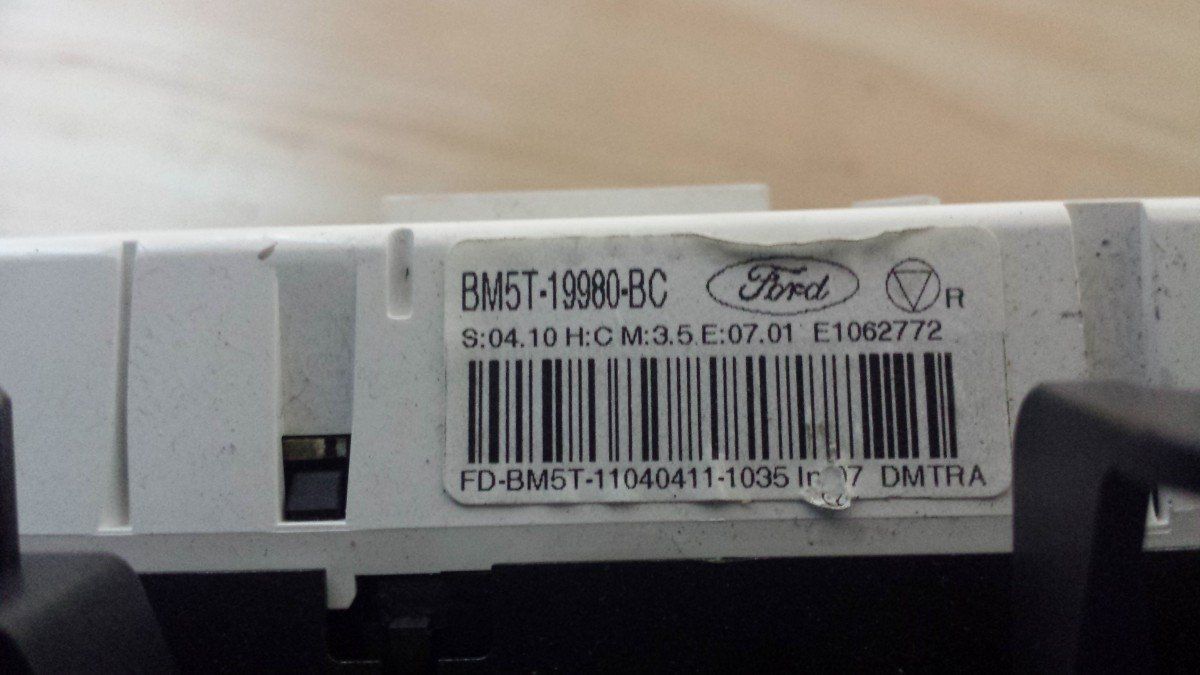 BM5T-19980-BC Ford R
S:04.10 H:C M:3.5.E:07.01 E1062772
FD-BM5T-11040411-1035 DMTRA